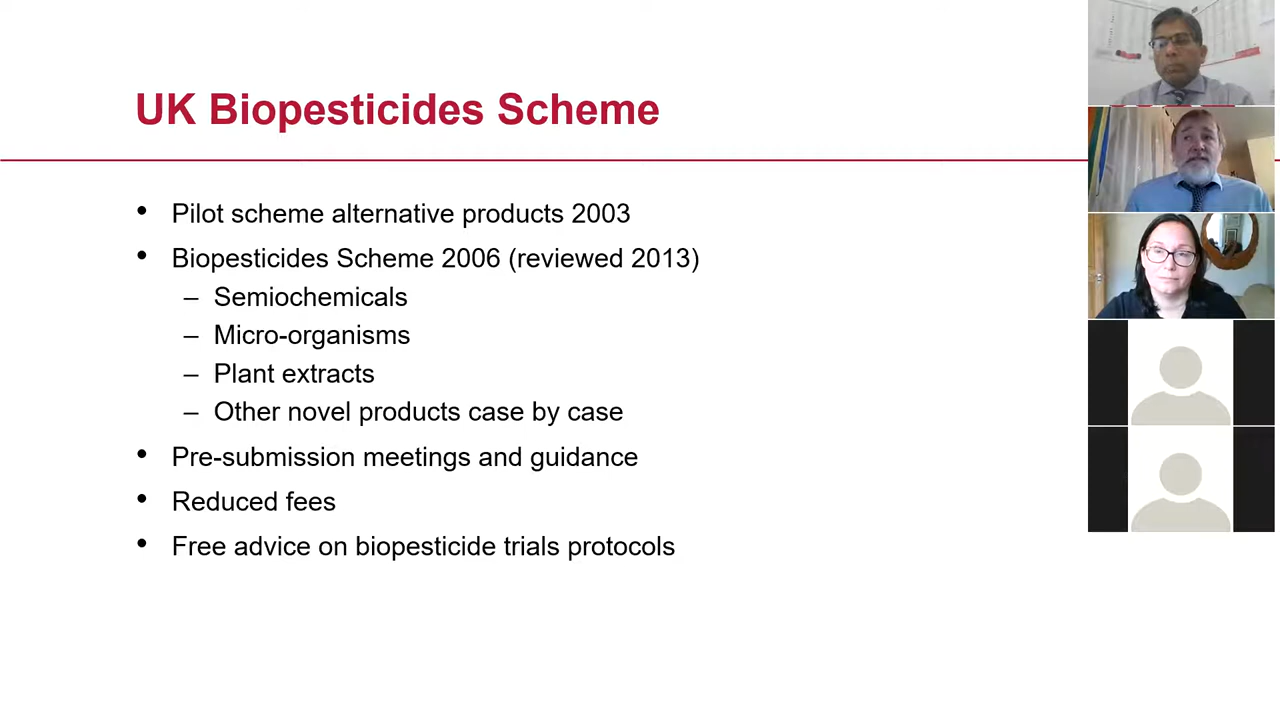 UK Biopesticides Scheme
• Pilot scheme alternative products 2003
• Biopesticides Scheme 2006 (reviewed 2013)
– Semiochemicals
– Micro-organisms
– Plant extracts
– Other novel products case by case
• Pre-submission meetings and guidance
• Reduced fees
• Free advice on biopesticide trials protocols